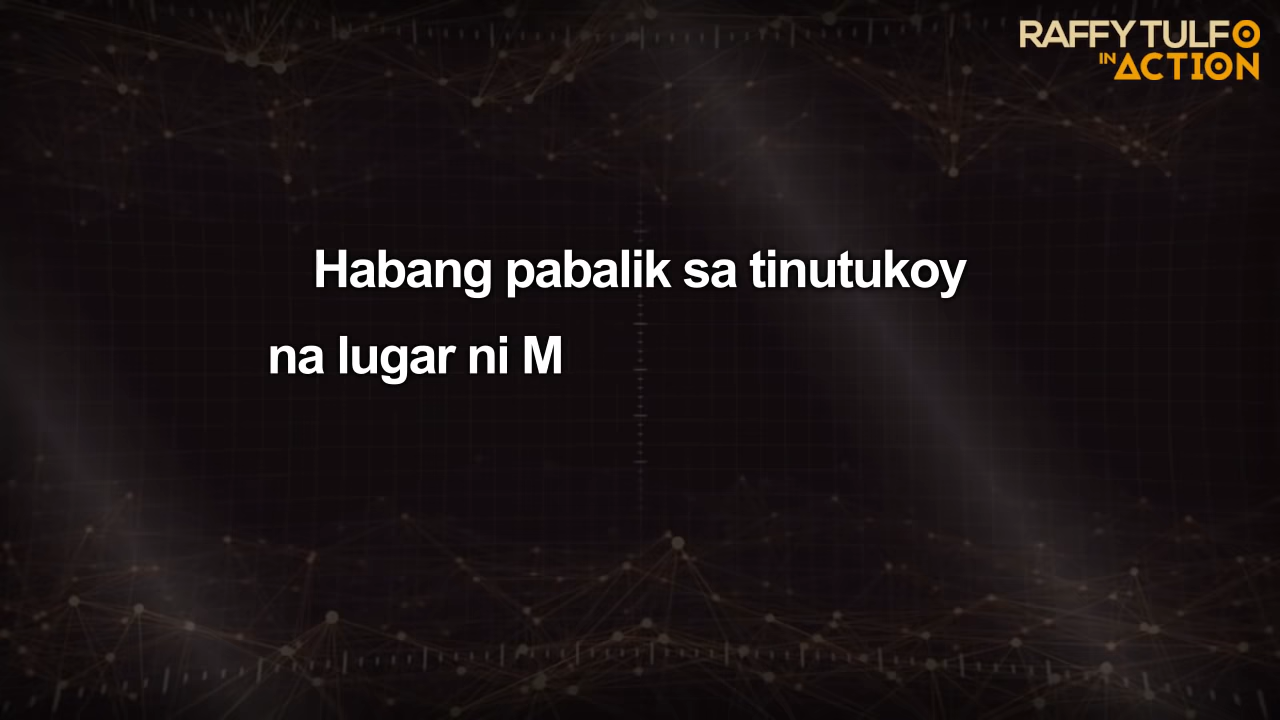 RAFFY TULFO
IN ACTION
Habang pabalik sa tinutukoy
na lugar ni M